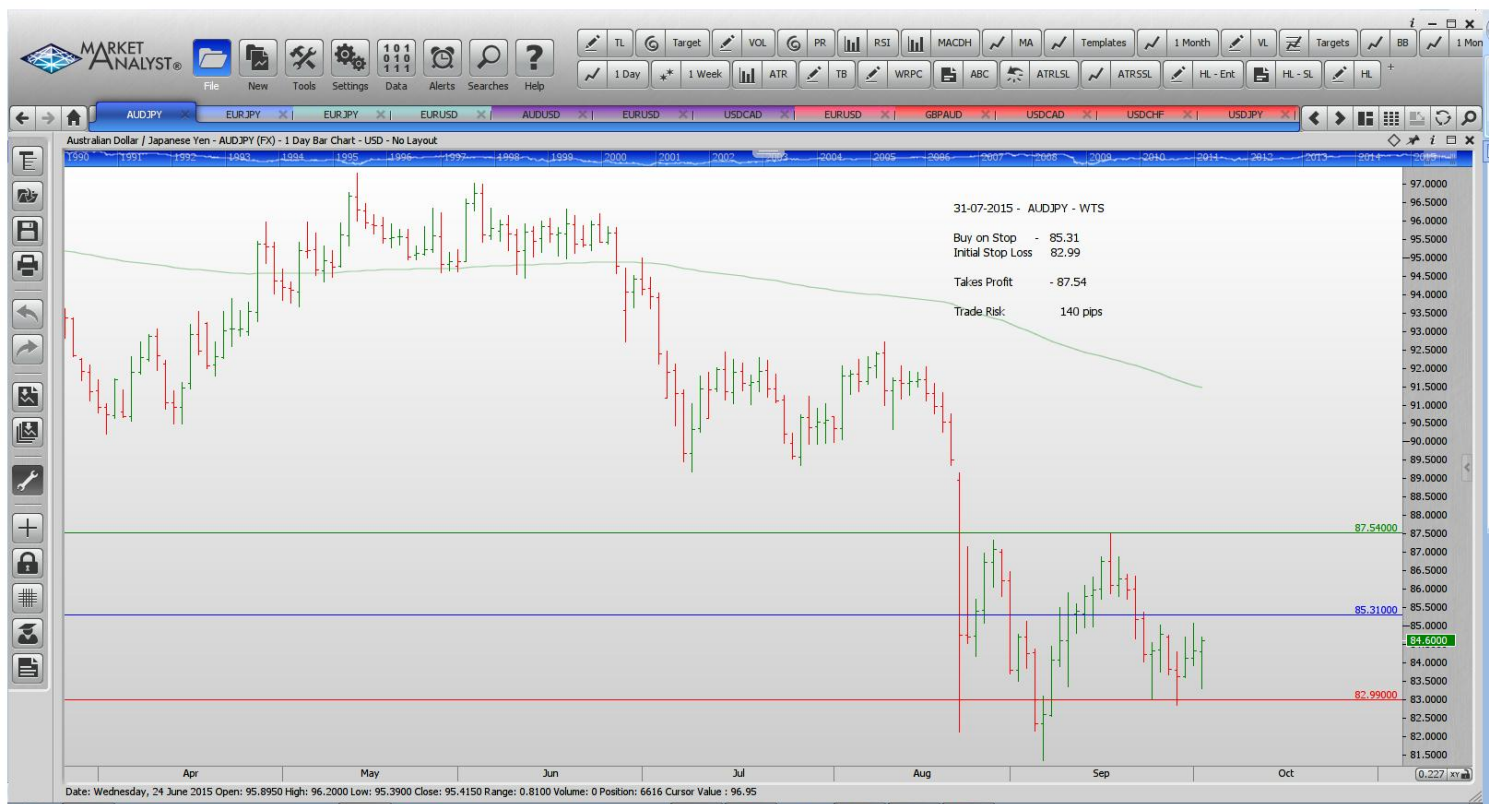 i
MARKET ANALYST®
TL Target VOL PR RSI MACDH MA Templates 1 Month VL Targets BB 1 Mon
1 Day 1 Week ATR TB WRPC ABC ATRLSL ATRSSL HL - Ent HL - SL HL +
File New Tools Settings Data Alerts Searches Help
AUDJPY EURJPY EURJPY EURUSD AUDUSD EURUSD USDCAD EURUSD GBPAUD USDCAD USDCHF USDJPY
Australian Dollar / Japanese Yen - AUDJPY (FX) - 1 Day Bar Chart - USD - No Layout
1990 1991 1992 1993 1994 1995 1996 1997 1998 1999 2000 2001 2002 2003 2004 2005 2006 2007 2008 2009 2010 2011 2012 2013 2014 2015
31-07-2015 - AUDJPY - WTS
Buy on Stop - 85.31
Initial Stop Loss 82.99
Takes Profit - 87.54
Trade Risk 140 pips
97.0000
96.5000
96.0000
95.5000
95.0000
94.5000
94.0000
93.5000
93.0000
92.5000
92.0000
91.5000
91.0000
90.5000
90.0000
89.5000
89.0000
88.5000
88.0000
87.54000
87.5000
87.0000
86.5000
86.0000
85.31000
85.5000
85.0000
84.6000
84.0000
83.5000
82.99000
83.0000
82.5000
82.0000
81.5000
Apr May Jun Jul Aug Sep Oct
0.227 XY
Date: Wednesday, 24 June 2015 Open: 95.8950 High: 96.2000 Low: 95.3900 Close: 95.4150 Range: 0.8100 Volume: 0 Position: 6616 Cursor Value : 96.95